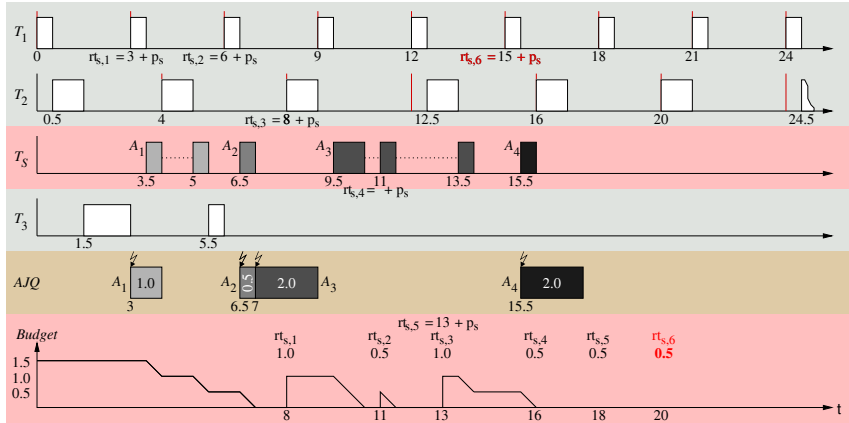 T1
0 3 6 9 12 15 18 21 24
rts,1 = 3 + ps rts,2 = 6 + ps rts,6 = 15 + ps
T2
0.5 4 8 12.5 16 20 24.5
rts,3 = 8 + ps
TS A1 A2 A3 A4
3.5 5 6.5 9.5 11 13.5 15.5
rts,4 = + ps
T3
1.5 5.5
AJQ A1 1.0 A2 0.5 2.0 A3 A4 2.0
3 6.5 7 15.5
rts,5 = 13 + ps
Budget rts,1 rts,2 rts,3 rts,4 rts,5 rts,6
1.0 0.5 1.0 0.5 0.5 0.5
1.5
1.0
0.5
t
8 11 13 16 18 20